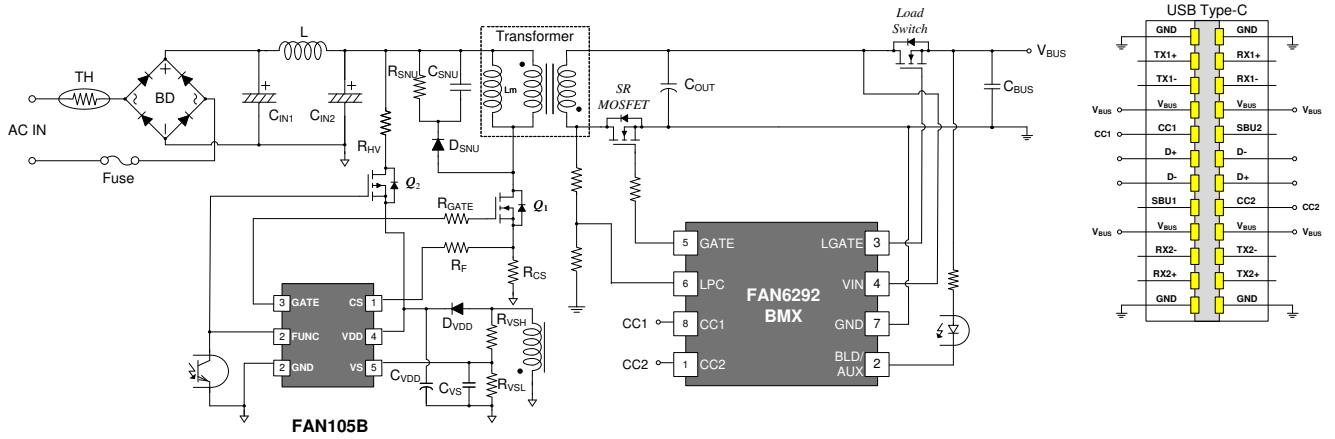 USB Type-C
Load
Switch
L
Transformer
VBUS
TH
BD
CIN1
CIN2
AC IN
Fuse
RSNU
CSNU
Lm
DSNU
RHV
Q2
Q1
RGATE
RF
RCS
SR
MOSFET
COUT
CBUS
3 GATE
CS 1
2 FUNC
VDD 4
2 GND
VS 5
FAN105B
DVDD
RVSH
CVDD
CVS
RVSL
5 GATE
LGATE 3
6 LPC
VIN 4
FAN6292
BMX
CC1
8 CC1
GND 7
CC2
1 CC2
BLD/
AUX
2
GND
GND
TX1+
RX1+
TX1-
RX1-
VBUS
VBUS
VBUS
VBUS
CC1
CC1
SBU2
D+
D-
D-
D+
SBU1
CC2
CC2
VBUS
VBUS
VBUS
VBUS
RX2-
TX2-
RX2+
TX2+
GND
GND